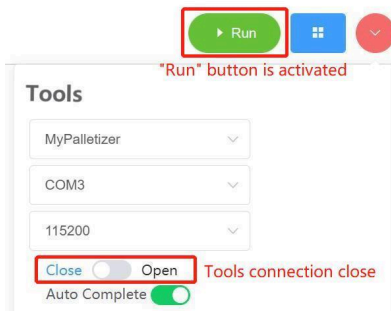 Run
"Run" button is activated
Tools
MyPalletizer
COM3
115200
Close Open Tools connection close
Auto Complete